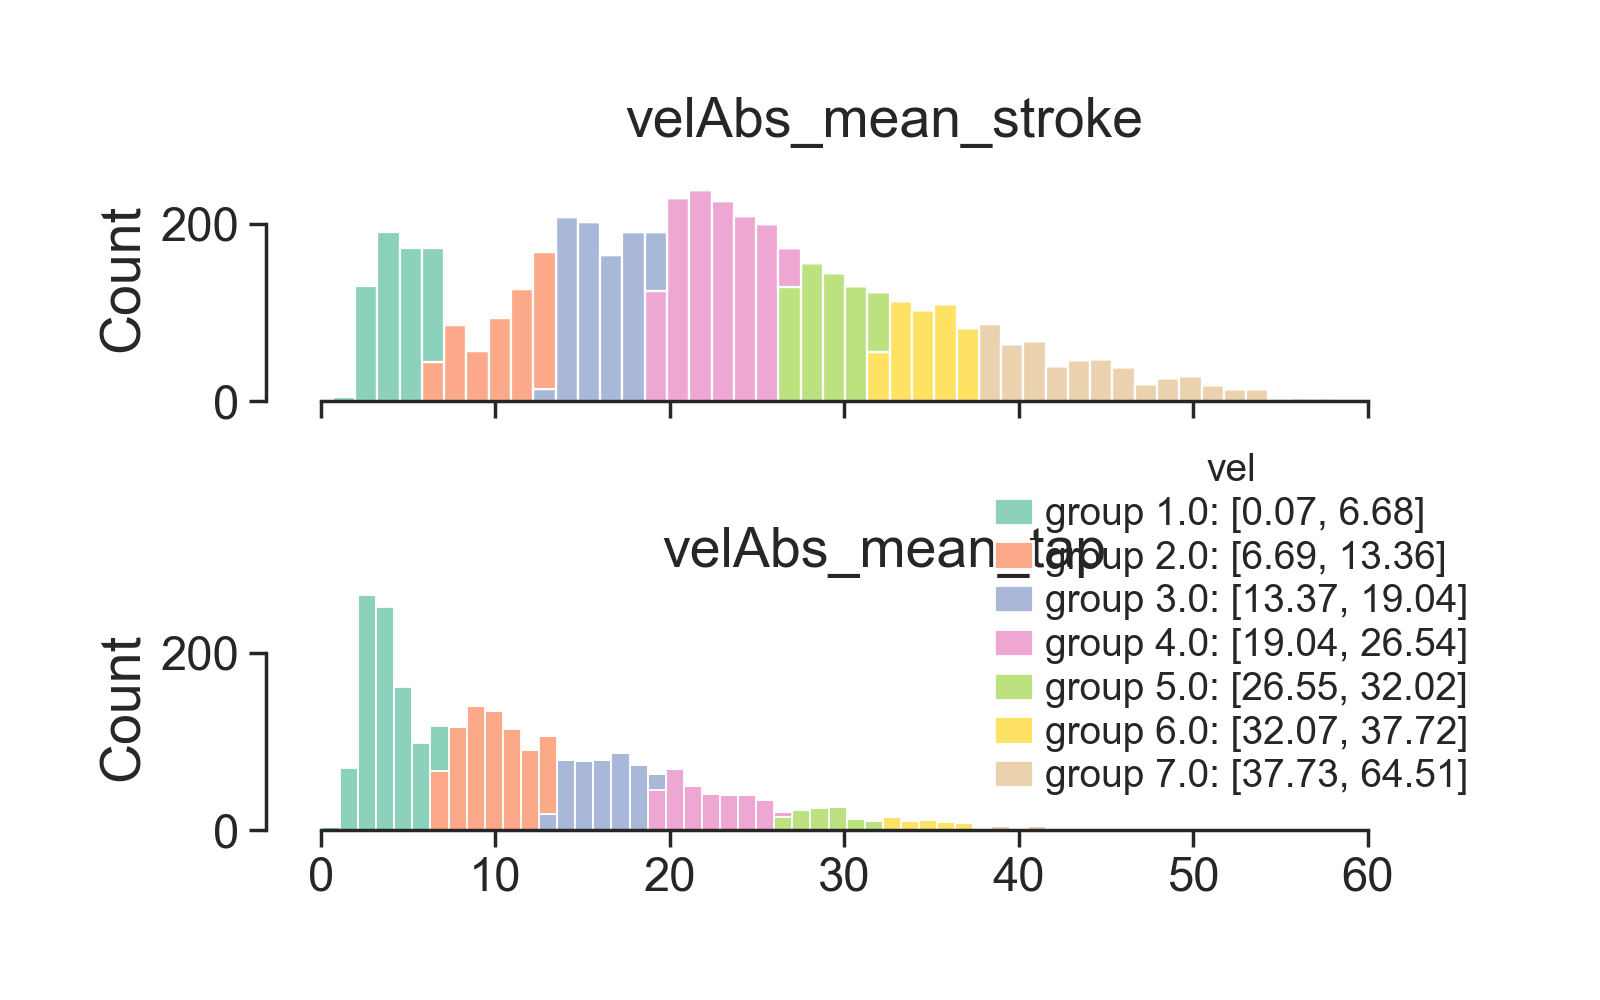 velAbs_mean_stroke
Count
200
0
vel
group 1.0: [0.07, 6.68]
group 2.0: [6.69, 13.36]
group 3.0: [13.37, 19.04]
group 4.0: [19.04, 26.54]
group 5.0: [26.55, 32.02]
group 6.0: [32.07, 37.72]
group 7.0: [37.73, 64.51]
velAbs_mean_tap
Count
200
0
0 10 20 30 40 50 60